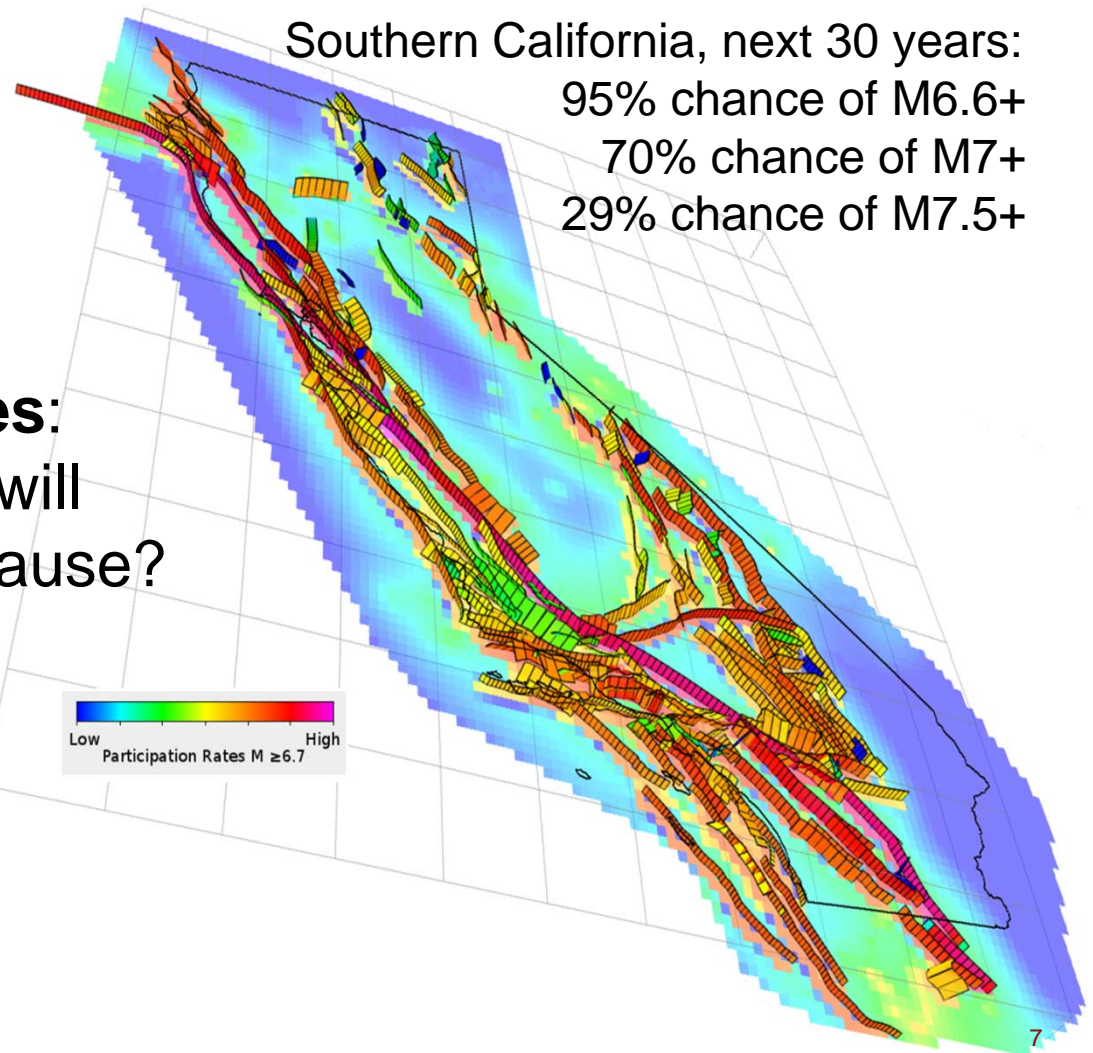 Southern California, next 30 years:
95% chance of M6.6+
70% chance of M7+
29% chance of M7.5+
es:
will
ause?
Low
High
Participation Rates M ≥6.7
7